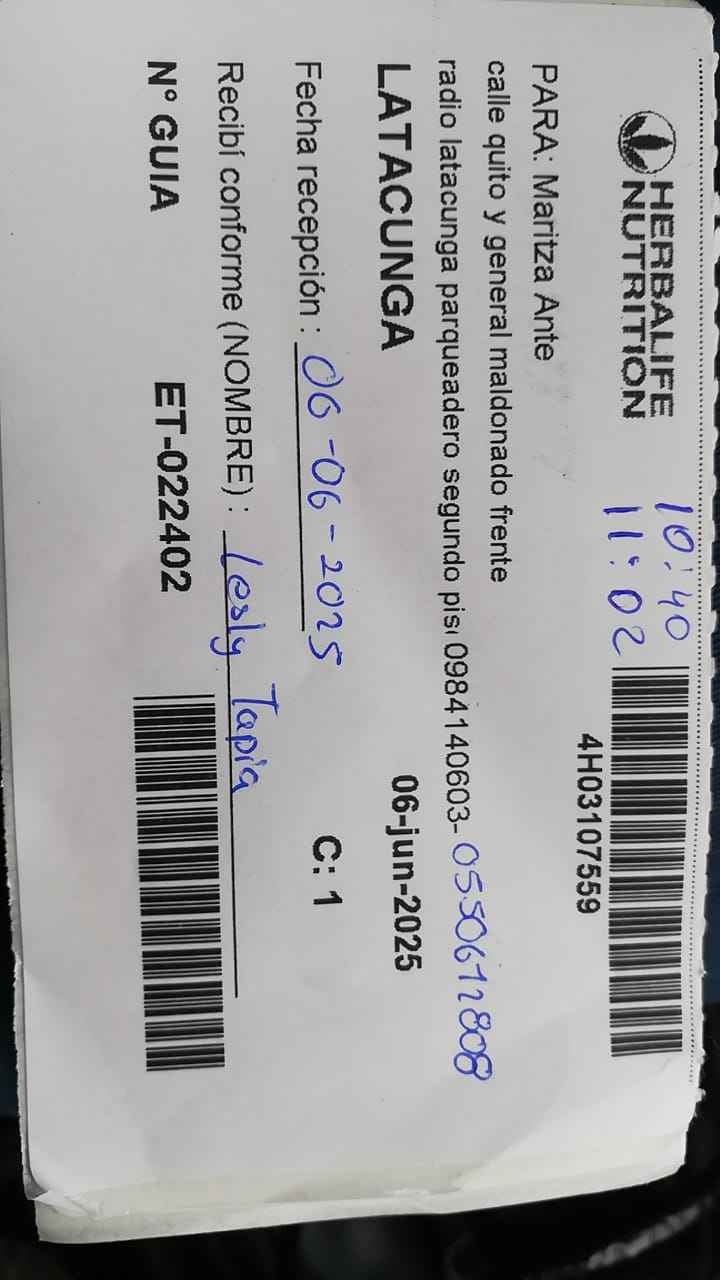 HERBALIFE
NUTRITION
10:40
11:02
4H03107559
PARA: Maritza Ante
calle quito y general maldonado frente
radio latacunga parqueadero segundo pis 0984140603-0550612808
LATACUNGA 06-jun-2025
Fecha recepción : 06-06-2025 C: 1
Recibí conforme (NOMBRE) : Lesly Tapia
N° GUIA ET-022402